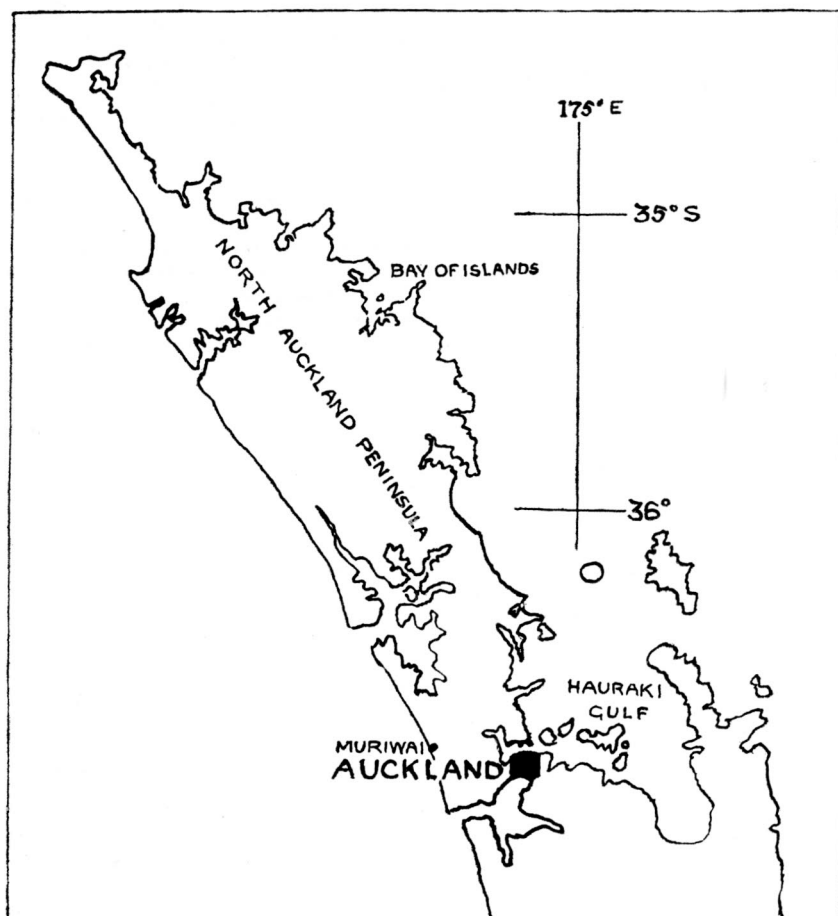 175° E
35° S
BAY OF ISLANDS
NORTH AUCKLAND PENINSULA
36°
HAURAKI
GULF
MURIWAI
AUCKLAND